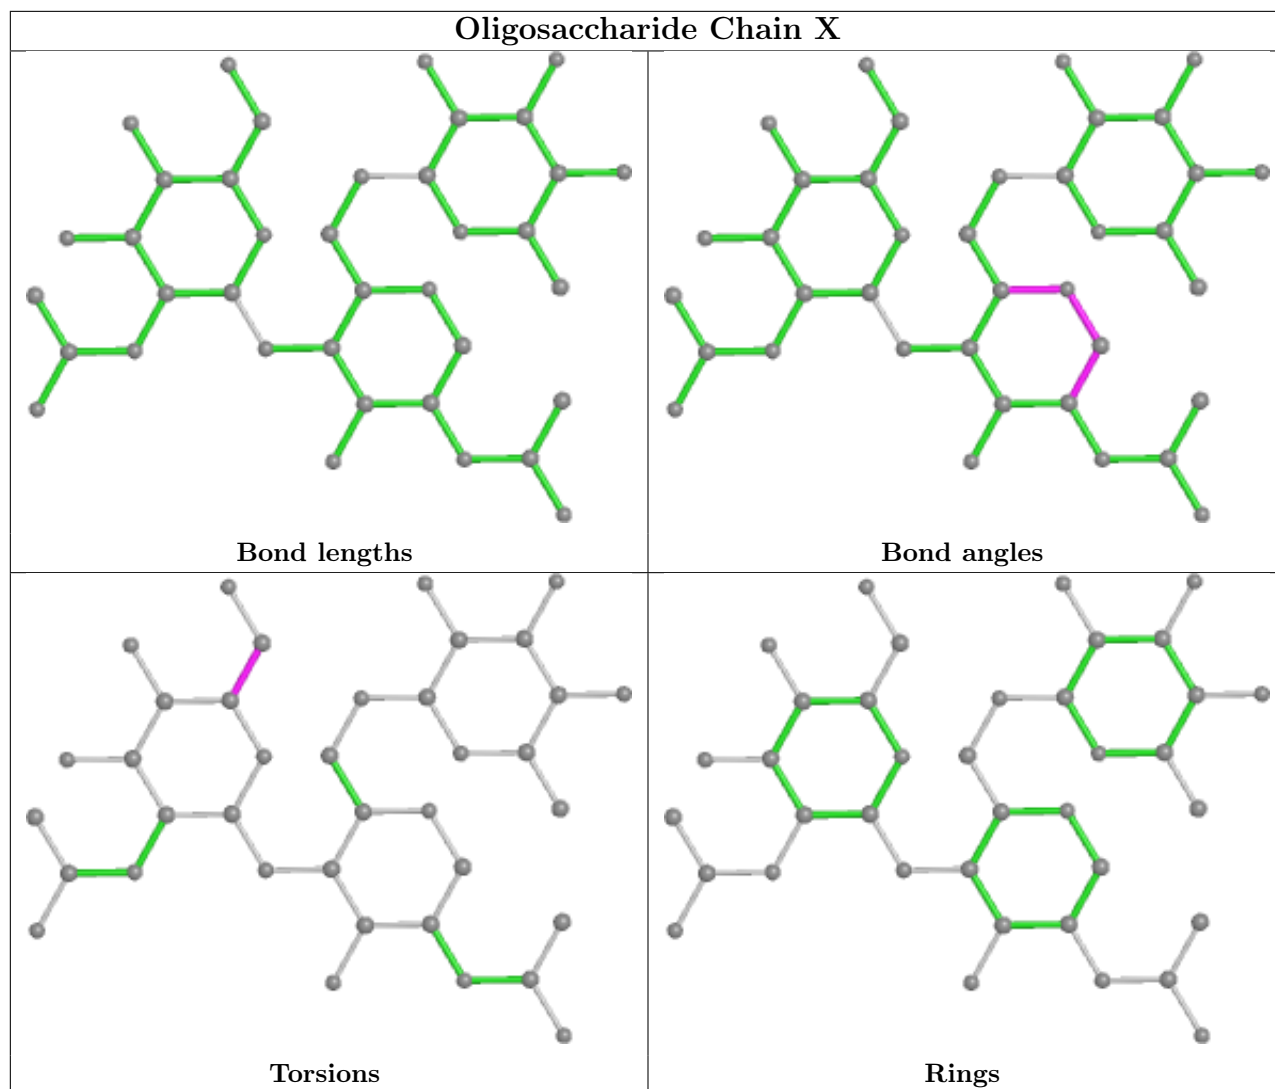 Oligosaccharide Chain X
Bond lengths
Bond angles
Torsions
Rings